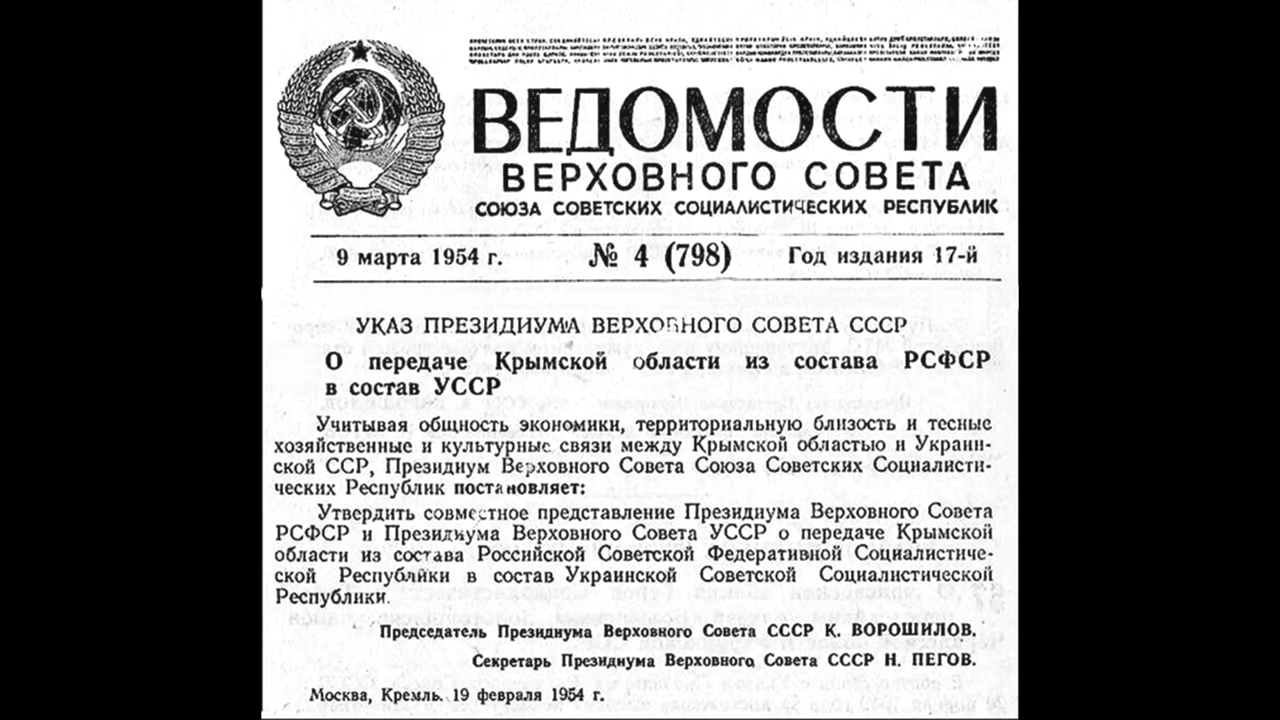 ВЕДОМОСТИ
ВЕРХОВНОГО СОВЕТА
СОЮЗА СОВЕТСКИХ СОЦИАЛИСТИЧЕСКИХ РЕСПУБЛИК
9 марта 1954 г. № 4 (798) Год издания 17-й
УКАЗ ПРЕЗИДИУМА ВЕРХОВНОГО СОВЕТА СССР
О передаче Крымской области из состава РСФСР
в состав УССР
Учитывая общность экономики, территориальную близость и тесные
хозяйственные и культурные связи между Крымской областью и Украин-
ской ССР, Президиум Верховного Совета Союза Советских Социалисти-
ческих Республик постановляет:
Утвердить совместное представление Президиума Верховного Совета
РСФСР и Президиума Верховного Совета УССР о передаче Крымской
области из состава Российской Советской Федеративной Социалистиче-
ской Республики в состав Украинской Советской Социалистической
Республики.
Председатель Президиума Верховного Совета СССР К. ВОРОШИЛОВ.
Секретарь Президиума Верховного Совета СССР Н. ПЕГОВ.
Москва, Кремль. 19 февраля 1954 г.